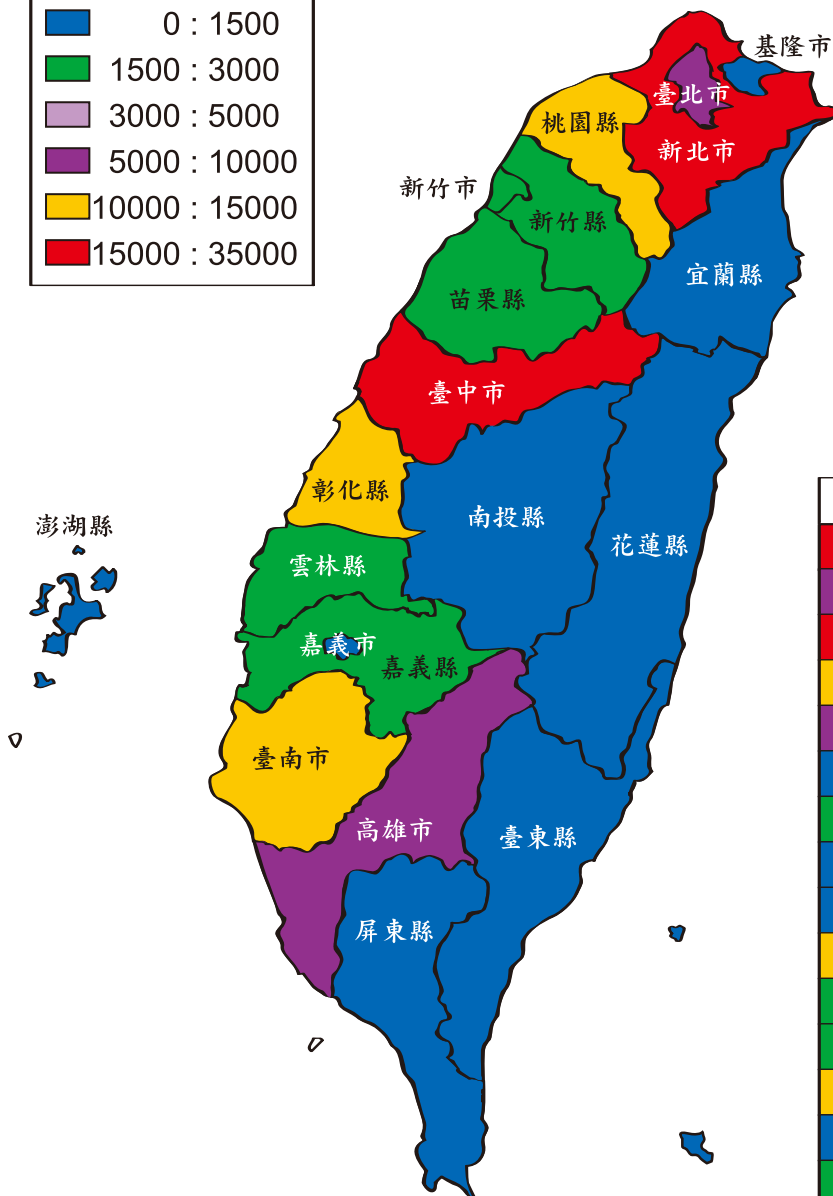 0 : 1500
1500 : 3000
3000 : 5000
5000 : 10000
10000 : 15000
15000 : 35000
基隆市
臺北市
桃園縣
新北市
新竹市
新竹縣
宜蘭縣
苗栗縣
臺中市
彰化縣
南投縣
澎湖縣
花蓮縣
雲林縣
嘉義市
嘉義縣
臺南市
高雄市
臺東縣
屏東縣